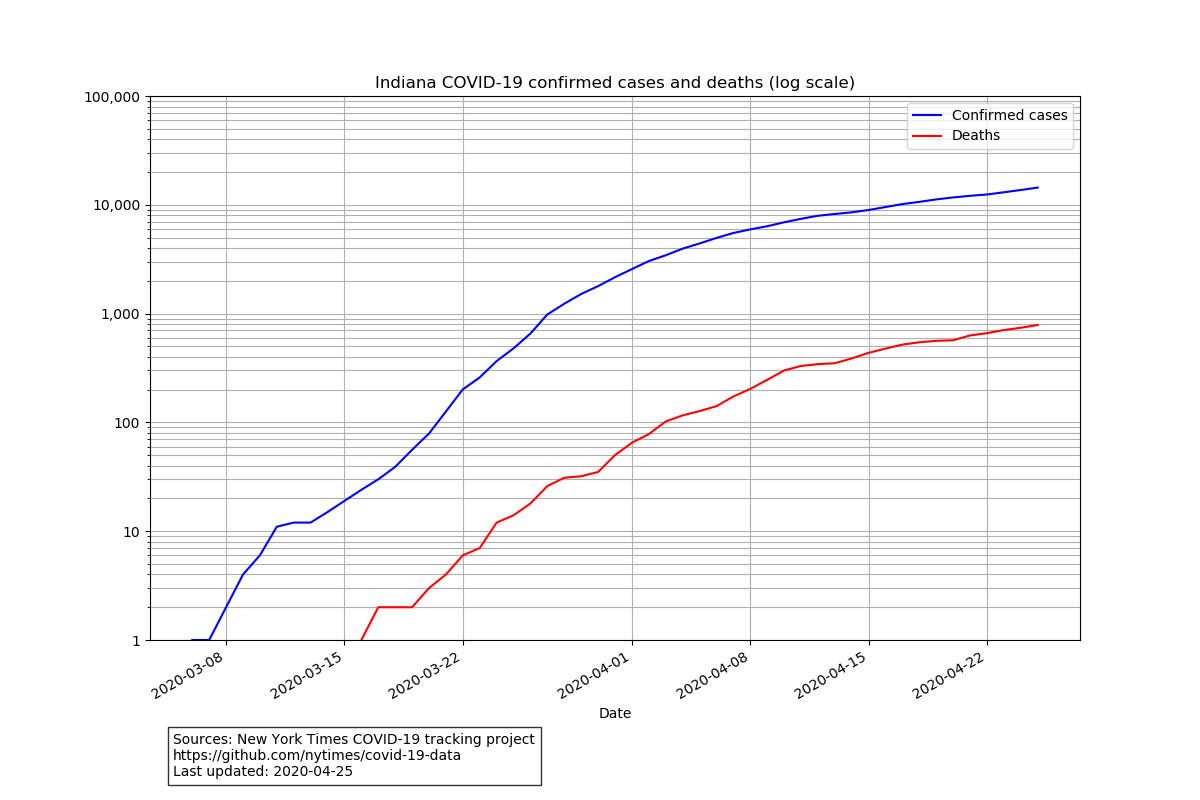 Indiana COVID-19 confirmed cases and deaths (log scale)
100,000
10,000
1,000
100
10
1
Confirmed cases
Deaths
2020-03-08
2020-03-15
2020-03-22
2020-04-01
2020-04-08
2020-04-15
2020-04-22
Date
Sources: New York Times COVID-19 tracking project
https://github.com/nytimes/covid-19-data
Last updated: 2020-04-25